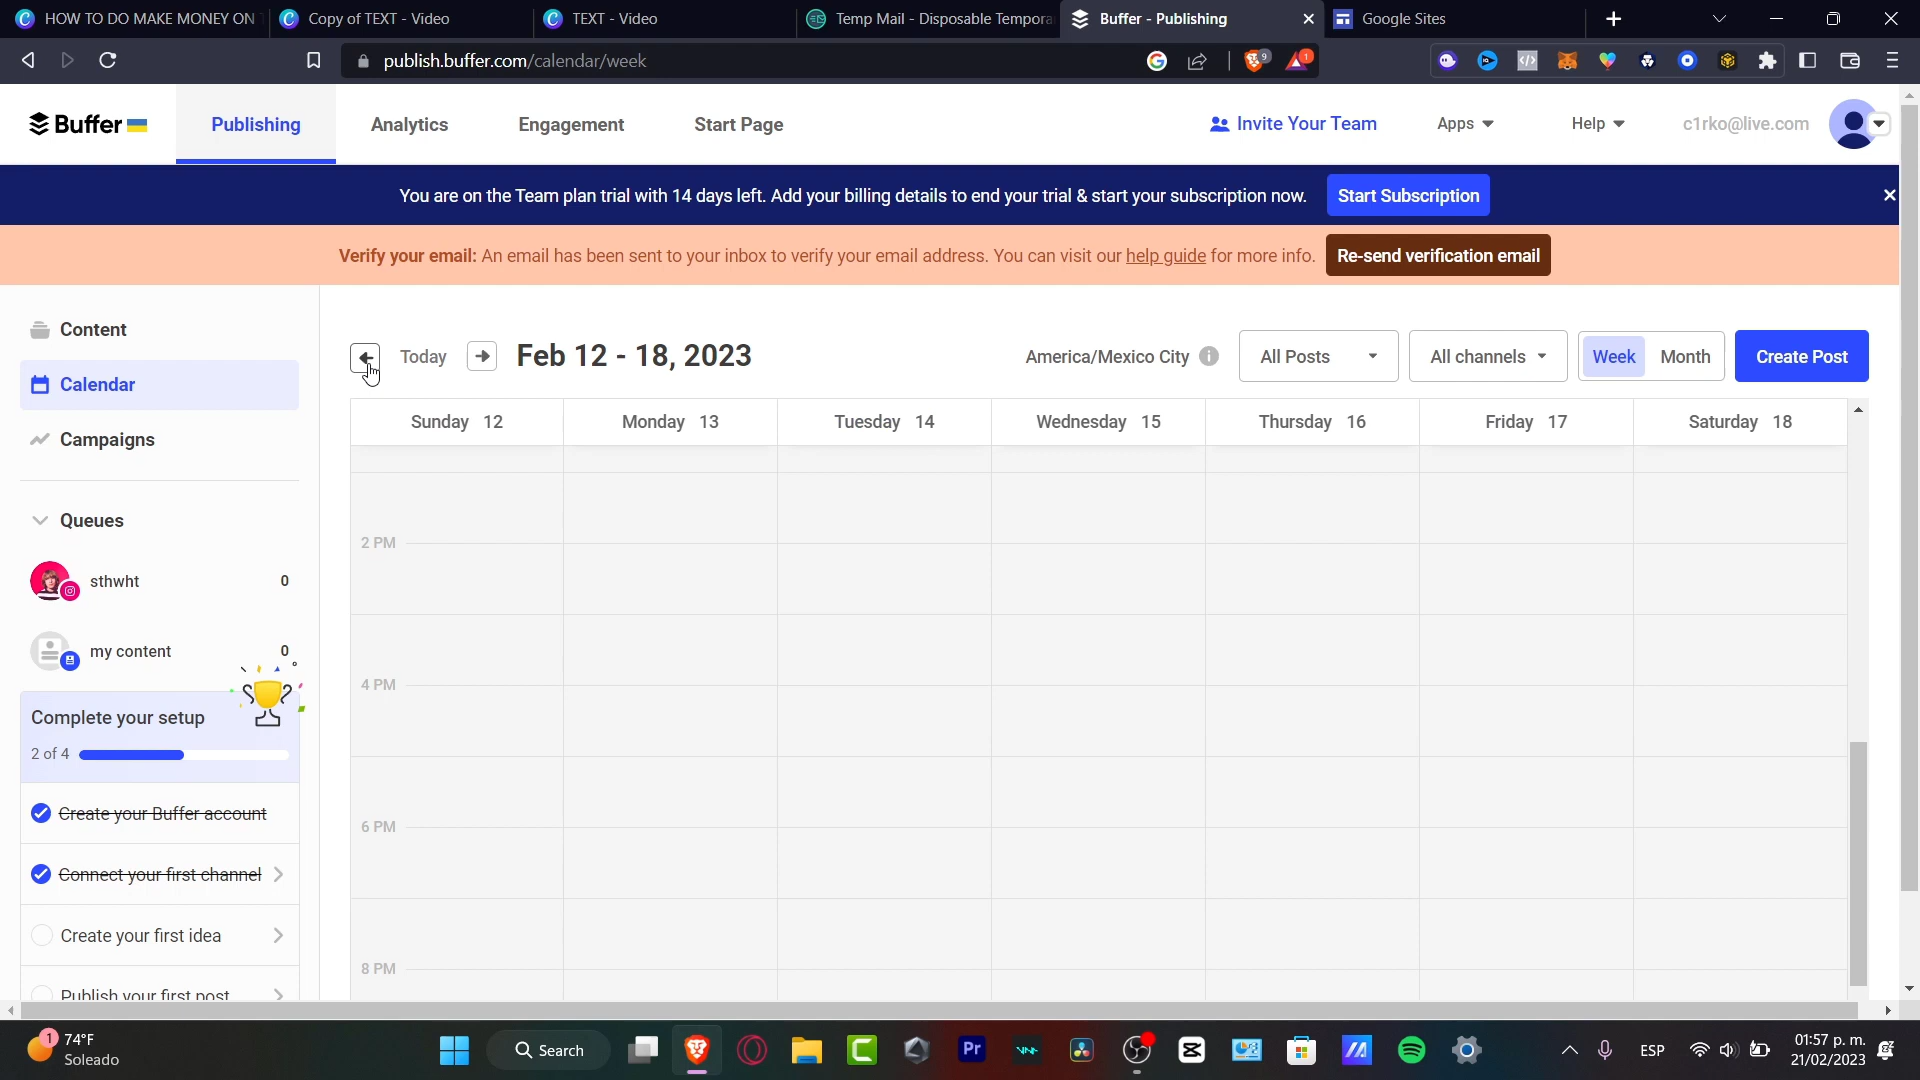 HOW TO DO MAKE MONEY ON
Copy of TEXT - Video
TEXT - Video
Temp Mail - Disposable Tempora
Buffer - Publishing
Google Sites
publish.buffer.com/calendar/week
9
1
Buffer
Publishing
Analytics
Engagement
Start Page
Invite Your Team
Apps
Help
c1rko@live.com
You are on the Team plan trial with 14 days left. Add your billing details to end your trial & start your subscription now.
Start Subscription
Verify your email: An email has been sent to your inbox to verify your email address. You can visit our help guide for more info.
Re-send verification email
Content
Calendar
Campaigns
Queues
sthwht 0
my content 0
Complete your setup
2 of 4
Create your Buffer account
Connect your first channel
Create your first idea
Publish your first post
Today
Feb 12 - 18, 2023
America/Mexico City
All Posts
All channels
Week
Month
Create Post
Sunday 12
Monday 13
Tuesday 14
Wednesday 15
Thursday 16
Friday 17
Saturday 18
2 PM
4 PM
6 PM
8 PM
1
74°F
Soleado
Search
Pr
ESP
01:57 p. m.
21/02/2023